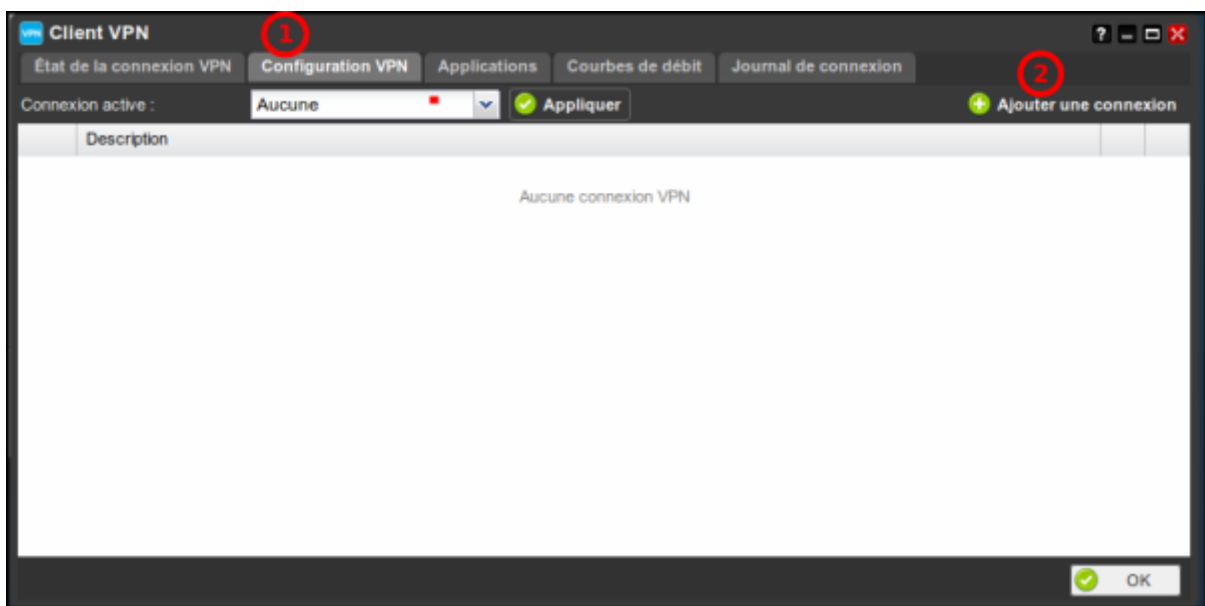 VPN Client VPN 1 ?
État de la connexion VPN Configuration VPN Applications Courbes de débit Journal de connexion 2
Connexion active : Aucune Appliquer Ajouter une connexion
Description
Aucune connexion VPN
OK